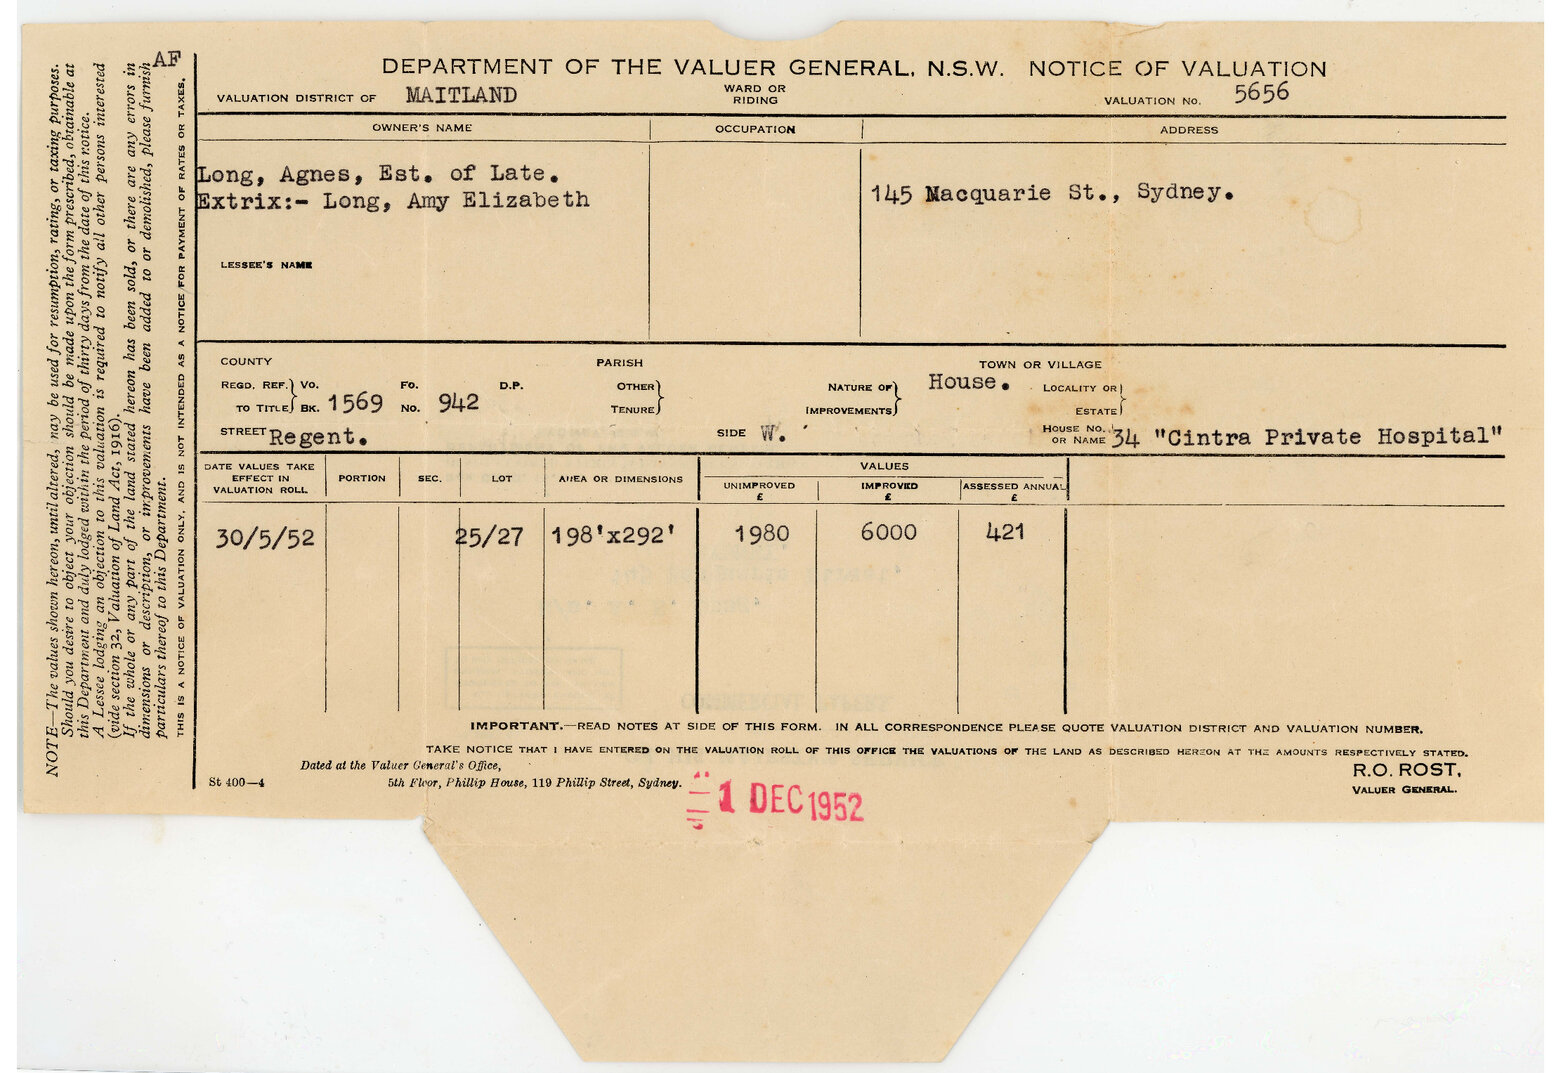 AF
DEPARTMENT OF THE VALUER GENERAL, N.S.W. NOTICE OF VALUATION
VALUATION DISTRICT OF MAITLAND WARD OR RIDING VALUATION No. 5656
OWNER'S NAME OCCUPATION ADDRESS
Long, Agnes, Est. of Late.
Extrix:- Long, Amy Elizabeth
145 Macquarie St., Sydney.
LESSEE'S NAME
COUNTY PARISH TOWN OR VILLAGE
REGD. REF. TO TITLE} VO. BK. 1569 FO. NO. 942 D.P. OTHER TENURE} NATURE OF IMPROVEMENTS} House. LOCALITY OR ESTATE}
STREET Regent. SIDE W. HOUSE NO. OR NAME 34 "Cintra Private Hospital"
DATE VALUES TAKE EFFECT IN VALUATION ROLL PORTION SEC. LOT AREA OR DIMENSIONS VALUES
UNIMPROVED £ IMPROVED £ ASSESSED ANNUAL £
30/5/52 25/27 198'x292' 1980 6000 421
IMPORTANT.—READ NOTES AT SIDE OF THIS FORM. IN ALL CORRESPONDENCE PLEASE QUOTE VALUATION DISTRICT AND VALUATION NUMBER.
TAKE NOTICE THAT I HAVE ENTERED ON THE VALUATION ROLL OF THIS OFFICE THE VALUATIONS OF THE LAND AS DESCRIBED HEREON AT THE AMOUNTS RESPECTIVELY STATED.
Dated at the Valuer General's Office,
5th Floor, Phillip House, 119 Phillip Street, Sydney.
St 400—4
1 DEC 1952
R.O. ROST,
VALUER GENERAL.
NOTE—The values shown hereon, until altered, may be used for resumption, rating, or taxing purposes.
Should you desire to object your objection should be made upon the form prescribed, obtainable at
this Department and duly lodged within the period of thirty days from the date of this notice.
A Lessee lodging an objection to this valuation is required to notify all other persons interested
(vide section 32, Valuation of Land Act, 1916).
If the whole or any part of the land stated hereon has been sold, or there are any errors in
dimensions or description, or improvements have been added to or demolished, please furnish
particulars thereof to this Department.
THIS IS A NOTICE OF VALUATION ONLY, AND IS NOT INTENDED AS A NOTICE FOR PAYMENT OF RATES OR TAXES.